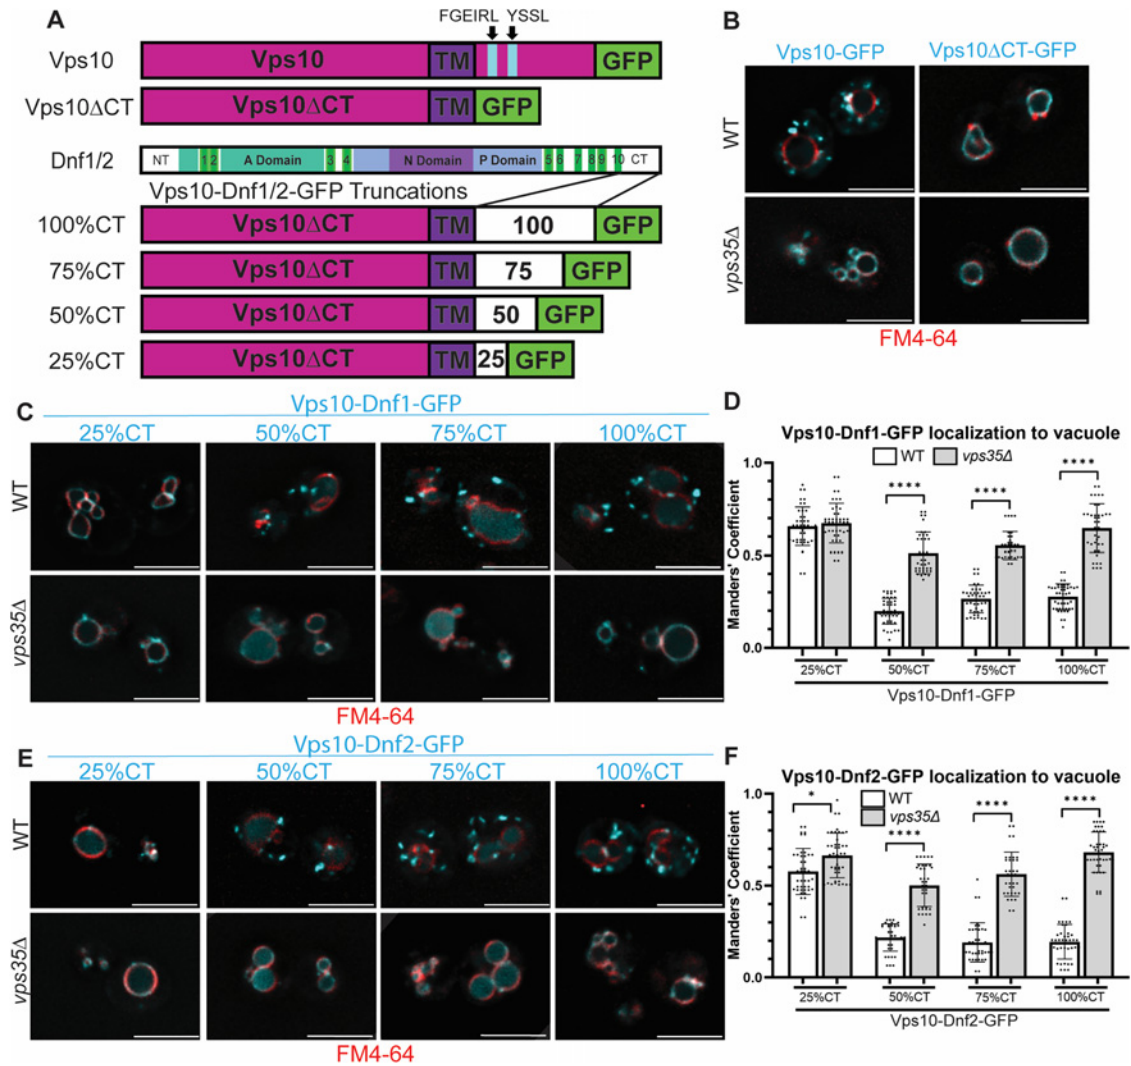 A
FGEIRL YSSL
Vps10 Vps10 TM GFP
Vps10ΔCT Vps10ΔCT TM GFP
Dnf1/2 NT 1 2 A Domain 3 4 N Domain P Domain 5 6 7 8 9 10 CT
Vps10-Dnf1/2-GFP Truncations
100%CT Vps10ΔCT TM 100 GFP
75%CT Vps10ΔCT TM 75 GFP
50%CT Vps10ΔCT TM 50 GFP
25%CT Vps10ΔCT TM 25 GFP
B
Vps10-GFP Vps10ΔCT-GFP
WT
vps35Δ
FM4-64
C
Vps10-Dnf1-GFP
25%CT 50%CT 75%CT 100%CT
WT
vps35Δ
FM4-64
D
Vps10-Dnf1-GFP localization to vacuole
WT vps35Δ
Manders' Coefficient
1.0
0.5
0.0
**** **** ****
25%CT 50%CT 75%CT 100%CT
Vps10-Dnf1-GFP
E
Vps10-Dnf2-GFP
25%CT 50%CT 75%CT 100%CT
WT
vps35Δ
FM4-64
F
Vps10-Dnf2-GFP localization to vacuole
WT
vps35Δ
Manders' Coefficient
1.0
0.5
0.0
* **** **** ****
25%CT 50%CT 75%CT 100%CT
Vps10-Dnf2-GFP